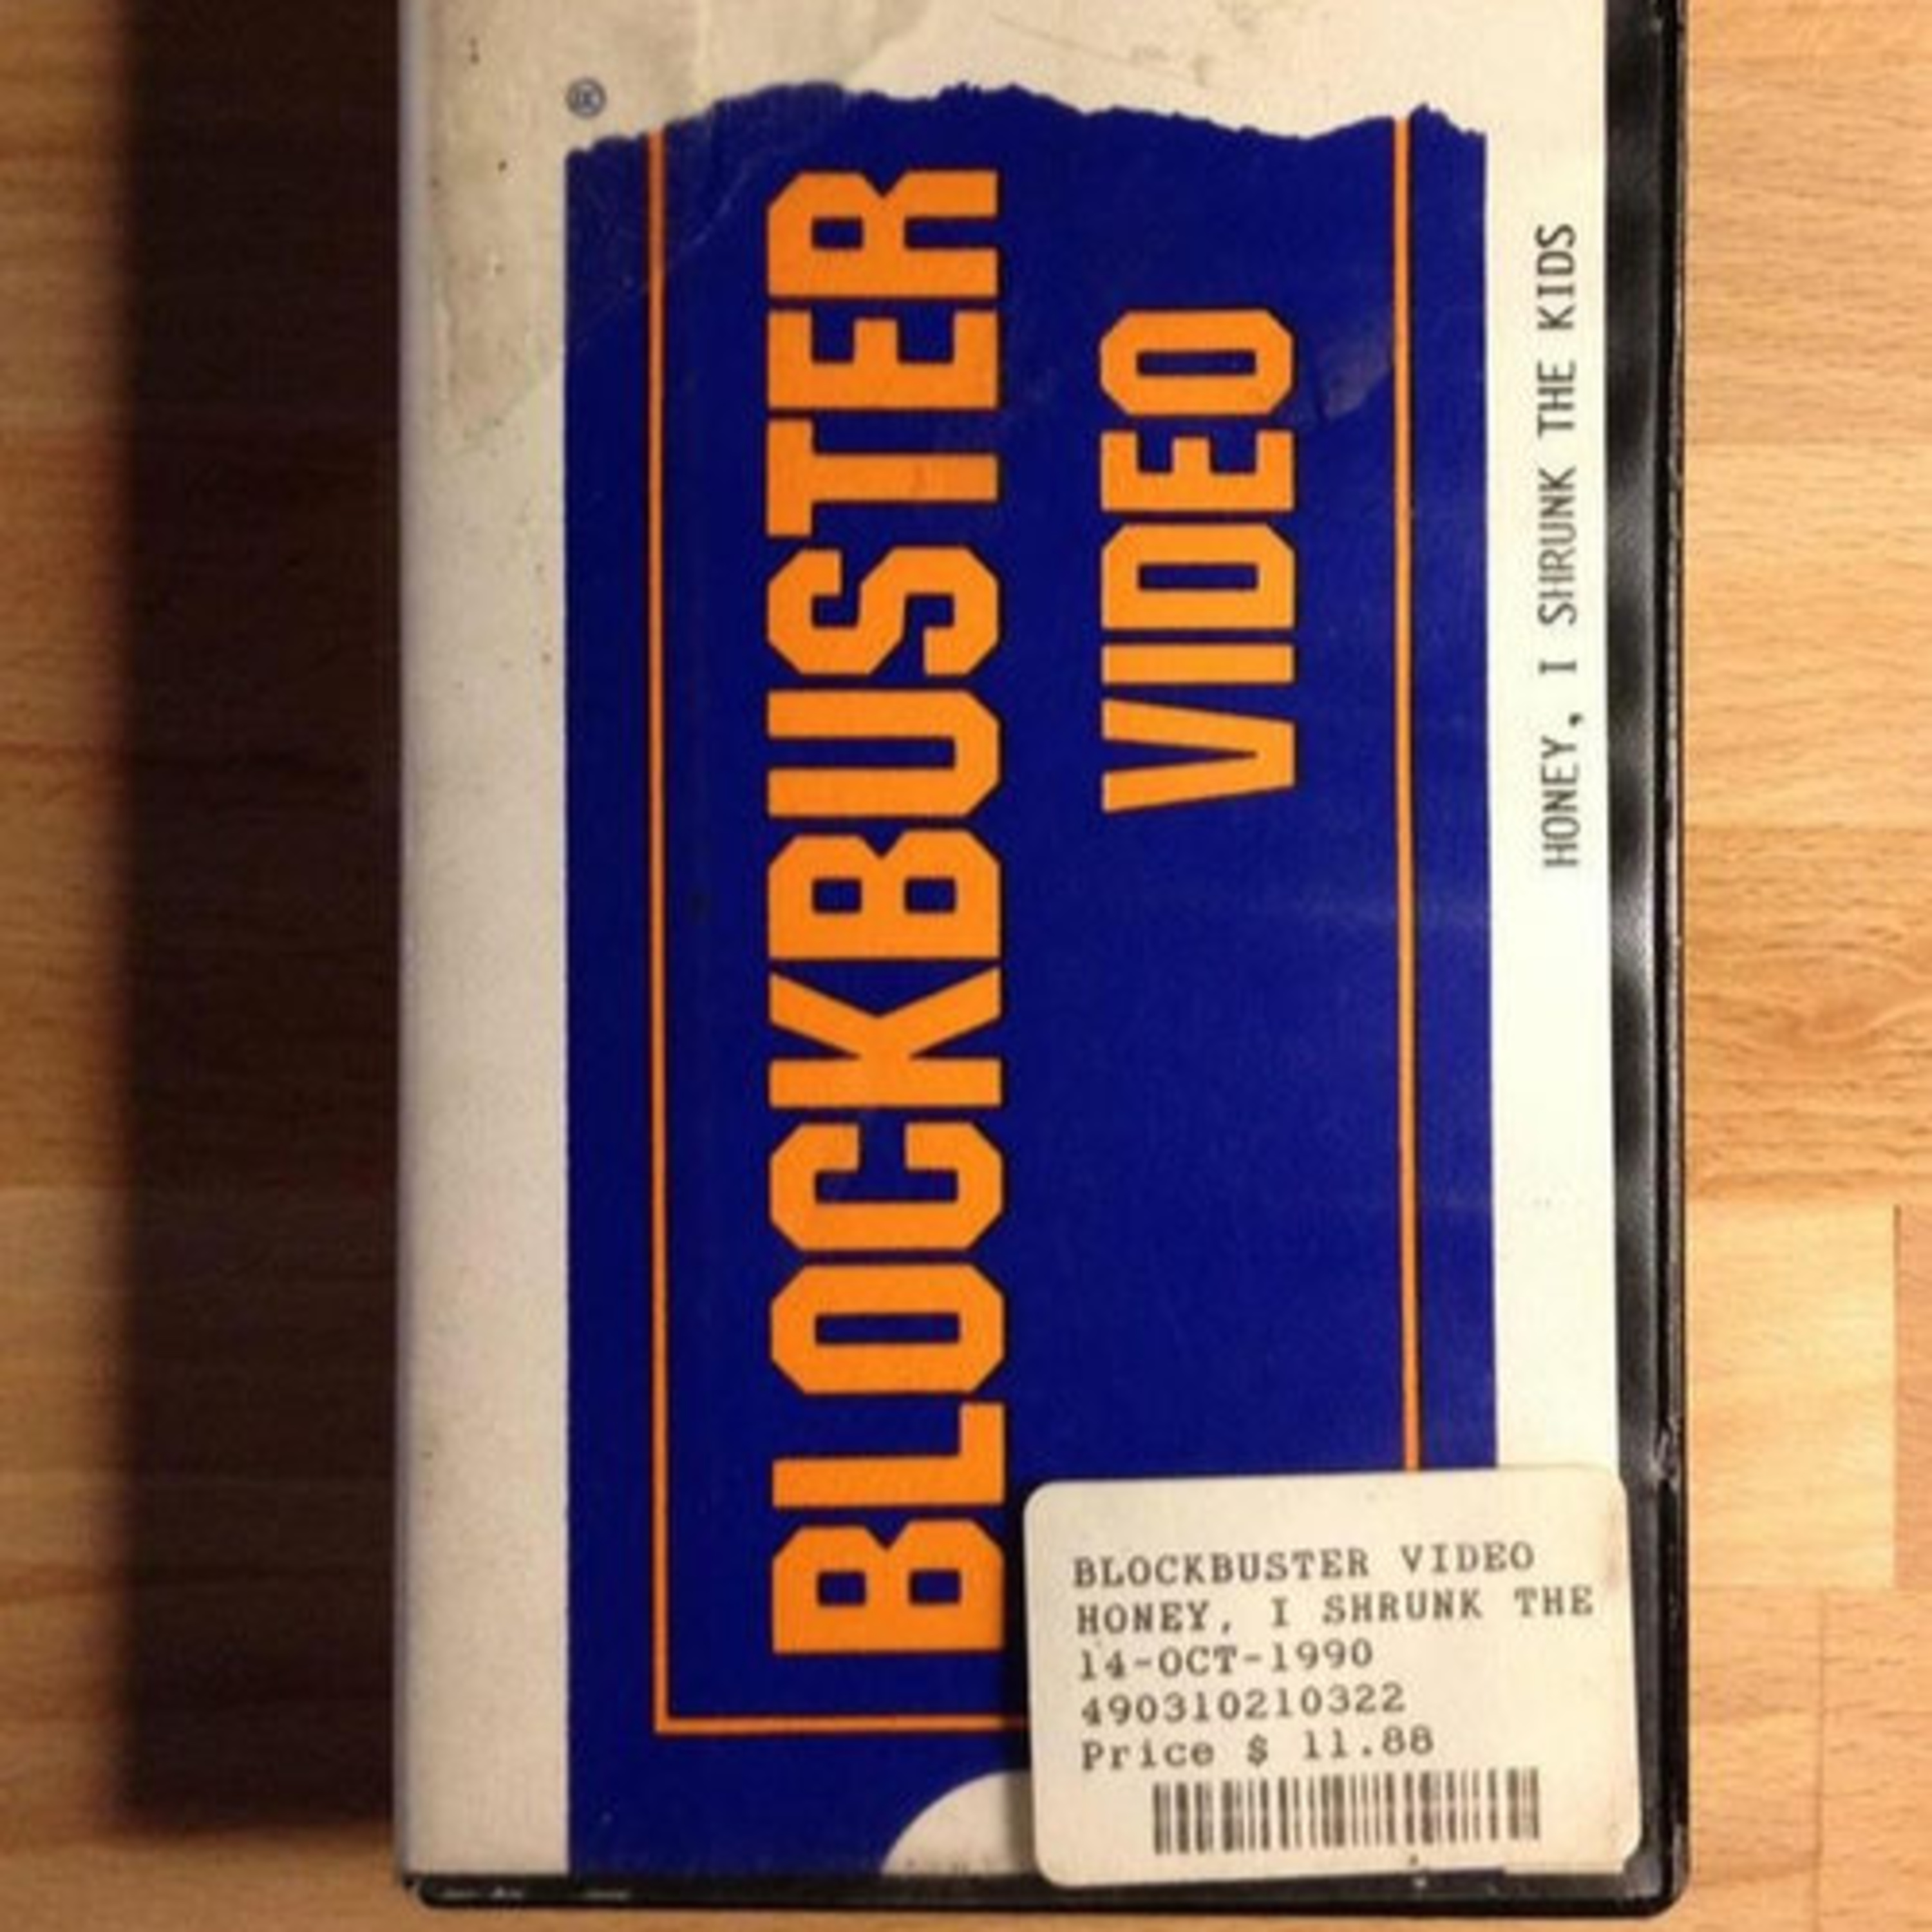 ®
BLOCKBUSTER
VIDEO
HONEY, I SHRUNK THE KIDS
BLOCKBUSTER VIDEO
HONEY, I SHRUNK THE
14-OCT-1990
490310210322
Price $ 11.88